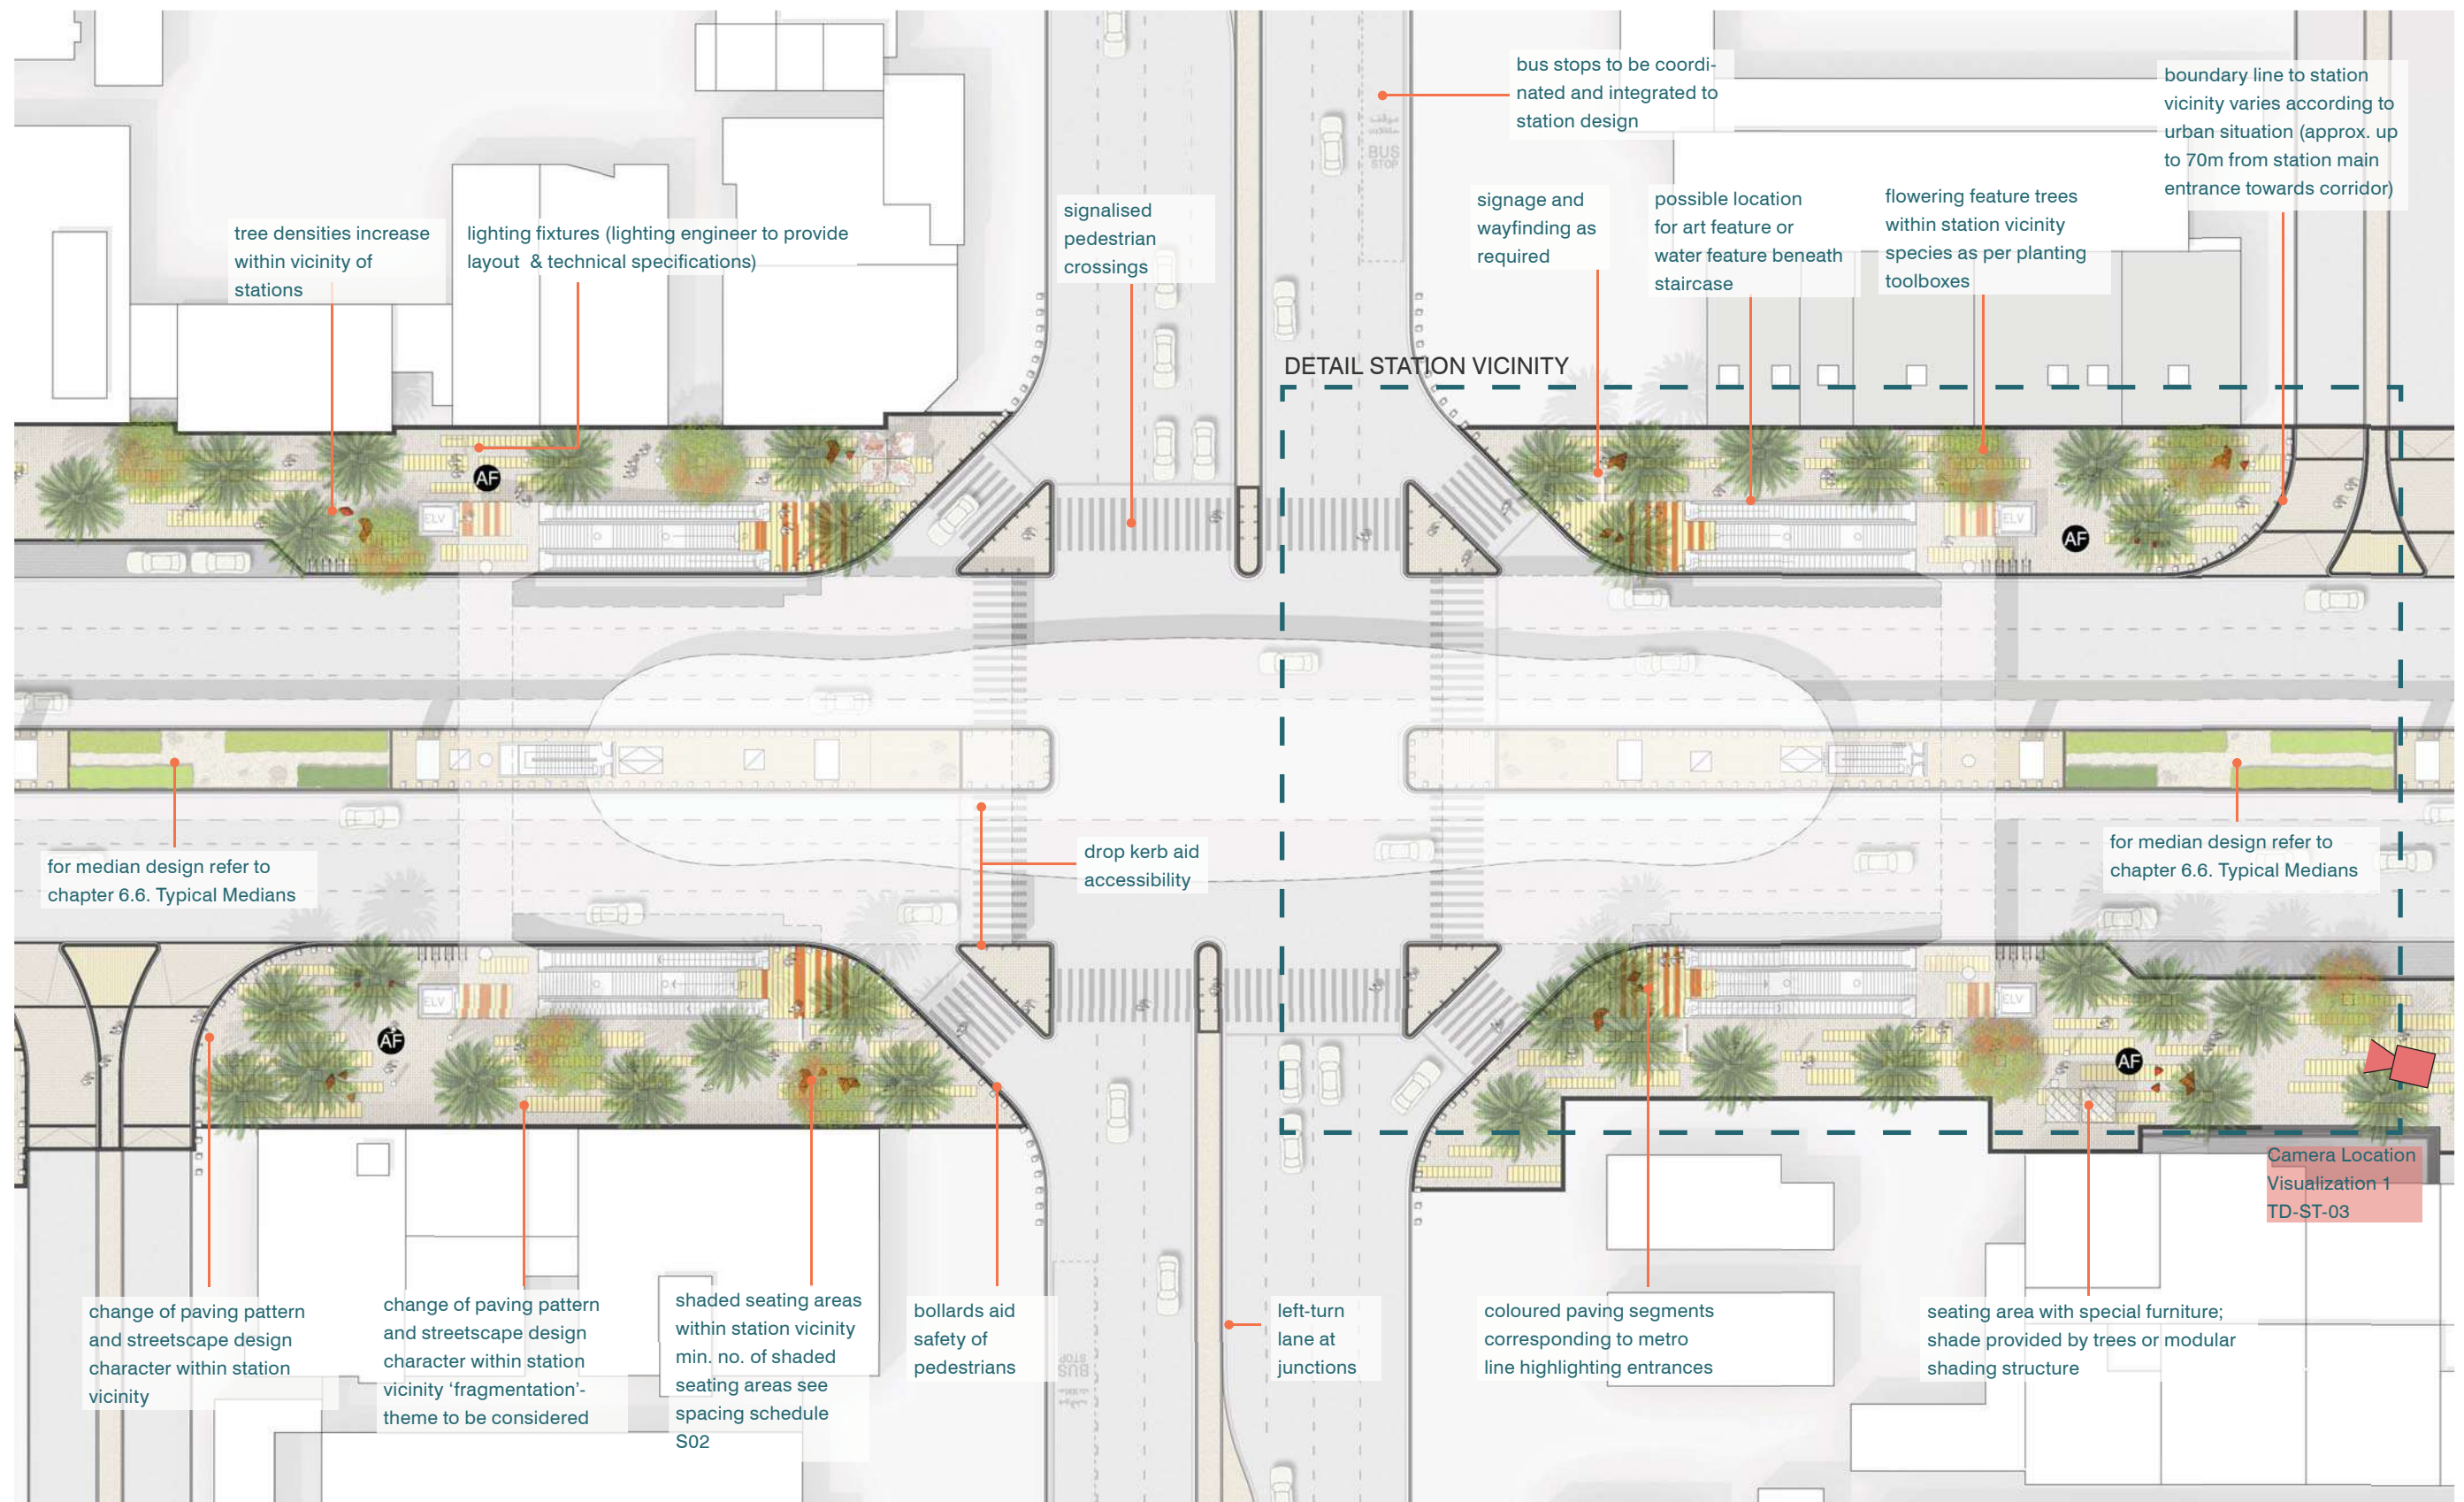 bus stops to be coordi-
nated and integrated to
station design
boundary line to station
vicinity varies according to
urban situation (approx. up
to 70m from station main
entrance towards corridor)
BUS
STOP
tree densities increase
within vicinity of
stations
lighting fixtures (lighting engineer to provide
layout & technical specifications)
signalised
pedestrian
crossings
signage and
wayfinding as
required
possible location
for art feature or
water feature beneath
staircase
flowering feature trees
within station vicinity
species as per planting
toolboxes
DETAIL STATION VICINITY
AF
ELV
ELV
AF
for median design refer to
chapter 6.6. Typical Medians
drop kerb aid
accessibility
for median design refer to
chapter 6.6. Typical Medians
ELV
AF
UP
ELV
AF
Camera Location
Visualization 1
TD-ST-03
change of paving pattern
and streetscape design
character within station
vicinity
change of paving pattern
and streetscape design
character within station
vicinity ‘fragmentation’-
theme to be considered
shaded seating areas
within station vicinity
min. no. of shaded
seating areas see
spacing schedule
S02
bollards aid
safety of
pedestrians
BUS
STOP
left-turn
lane at
junctions
coloured paving segments
corresponding to metro
line highlighting entrances
seating area with special furniture;
shade provided by trees or modular
shading structure